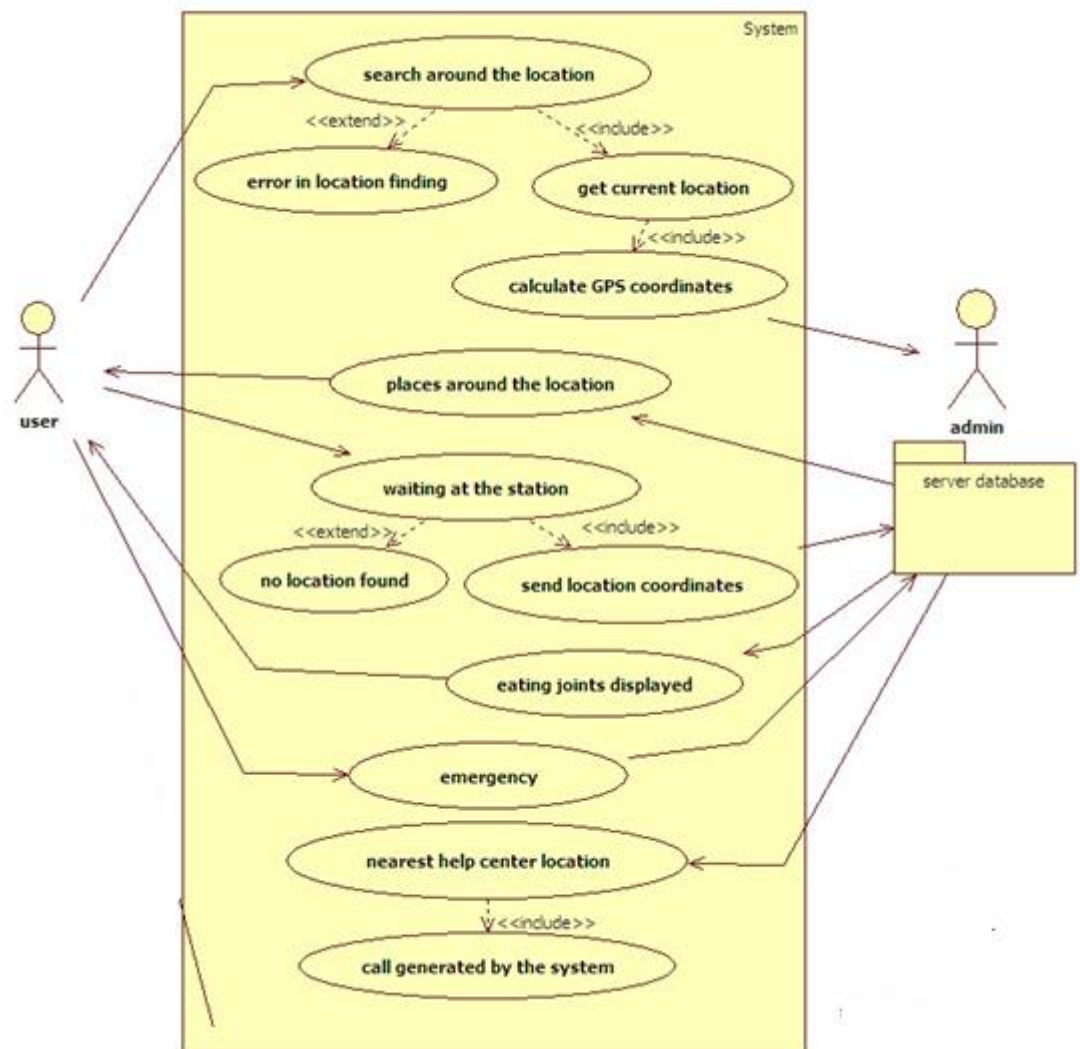 System
search around the location
<<extend>>
<<include>>
error in location finding
get current location
<<include>>
calculate GPS coordinates
places around the location
user
admin
waiting at the station
server database
<<extend>>
<<include>>
no location found
send location coordinates
eating joints displayed
emergency
nearest help center location
<<include>>
call generated by the system